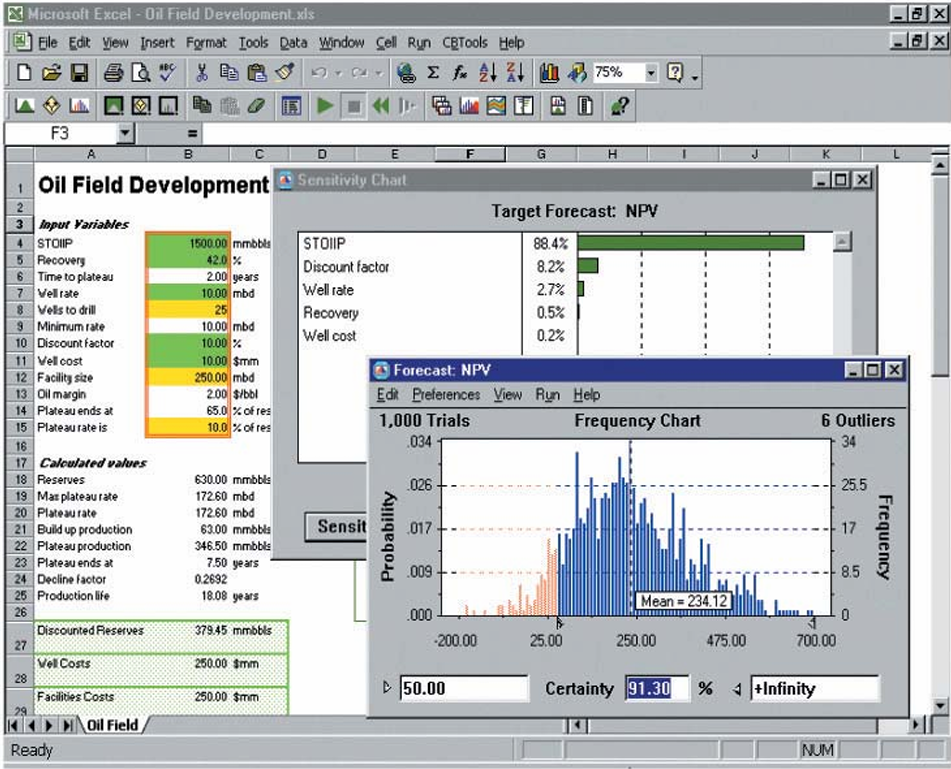 Microsoft Excel - Oil Field Development.xls
File Edit View Insert Format Tools Data Window Cell Run CBTools Help
ABC Σ fx 75% ?
F3 =
A B C D E F G H I J K L
1 Oil Field Development
2
3 Input Variables
4 STOIIP 1500.00 mmbbls
5 Recovery 42.0 %
6 Time to plateau 2.00 years
7 Well rate 10.00 mbd
8 Wells to drill 25
9 Minimum rate 10.00 mbd
10 Discount factor 10.00 %
11 Well cost 10.00 $mm
12 Facility size 250.00 mbd
13 Oil margin 2.00 $/bbl
14 Plateau ends at 65.0 % of res
15 Plateau rate is 10.0 % of res
16
17 Calculated values
18 Reserves 630.00 mmbbls
19 Max plateau rate 172.60 mbd
20 Plateau rate 172.60 mbd
21 Build up production 63.00 mmbbls
22 Plateau production 346.50 mmbbls
23 Plateau ends at 7.50 years
24 Decline factor 0.2692
25 Production life 18.08 years
26
27 Discounted Reserves 379.45 mmbbls
28 Well Costs 250.00 $mm
29 Facilities Costs 250.00 $mm
Sensitivity Chart
Target Forecast: NPV
STOIIP 88.4%
Discount factor 8.2%
Well rate 2.7%
Recovery 0.5%
Well cost 0.2%
Sensit
Forecast: NPV
Edit Preferences View Run Help
1,000 Trials Frequency Chart 6 Outliers
Probability
.034
.026
.017
.009
.000
34
25.5
17
8.5
0
Frequency
Mean = 234.12
-200.00 25.00 250.00 475.00 700.00
50.00 Certainty 91.30 % +Infinity
Oil Field
Ready NUM